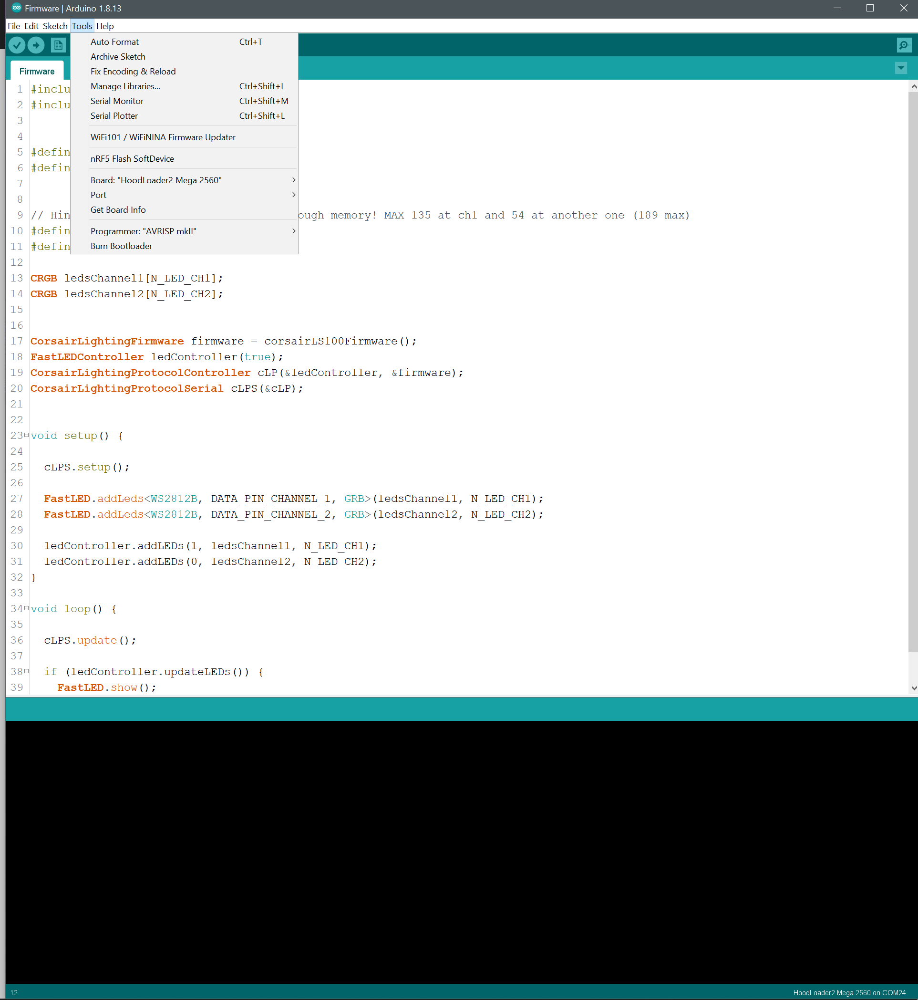 Firmware | Arduino 1.8.13
File Edit Sketch Tools Help
Auto Format Ctrl+T
Archive Sketch
Fix Encoding & Reload
Manage Libraries... Ctrl+Shift+I
Serial Monitor Ctrl+Shift+M
Serial Plotter Ctrl+Shift+L
WiFi101 / WiFiNINA Firmware Updater
nRF5 Flash SoftDevice
Board: "HoodLoader2 Mega 2560"
Port
Get Board Info
Programmer: "AVRISP mkII"
Burn Bootloader
Firmware
1 #inclu
2 #inclu
3
4
5 #defin
6 #defin
7
8
9 // Hin ough memory! MAX 135 at ch1 and 54 at another one (189 max)
10 #defin
11 #defin
12
13 CRGB ledsChannel1[N_LED_CH1];
14 CRGB ledsChannel2[N_LED_CH2];
15
16
17 CorsairLightingFirmware firmware = corsairLS100Firmware();
18 FastLEDController ledController(true);
19 CorsairLightingProtocolController cLP(&ledController, &firmware);
20 CorsairLightingProtocolSerial cLPS(&cLP);
21
22
23 void setup() {
24
25 cLPS.setup();
26
27 FastLED.addLeds<WS2812B, DATA_PIN_CHANNEL_1, GRB>(ledsChannel1, N_LED_CH1);
28 FastLED.addLeds<WS2812B, DATA_PIN_CHANNEL_2, GRB>(ledsChannel2, N_LED_CH2);
29
30 ledController.addLEDs(1, ledsChannel1, N_LED_CH1);
31 ledController.addLEDs(0, ledsChannel2, N_LED_CH2);
32 }
33
34 void loop() {
35
36 cLPS.update();
37
38 if (ledController.updateLEDs()) {
39 FastLED.show();
12
HoodLoader2 Mega 2560 on COM24